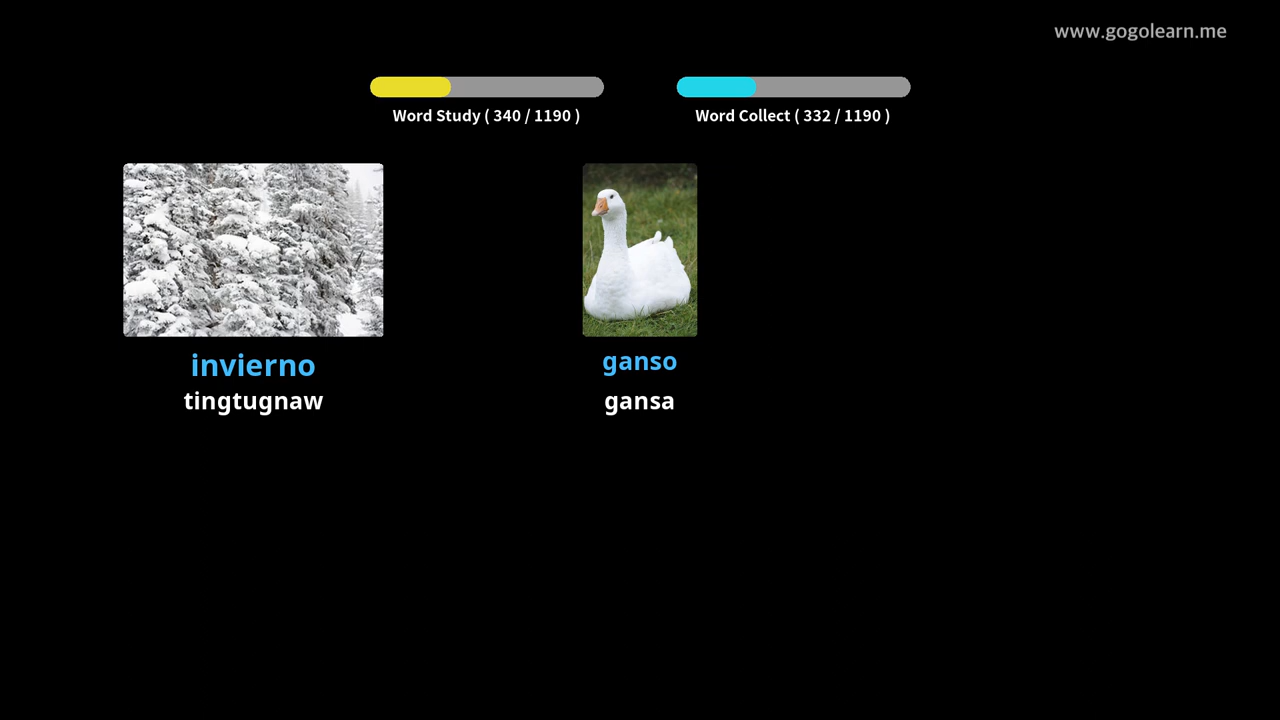 www.gogolearn.me
Word Study ( 340 / 1190 )
Word Collect ( 332 / 1190 )
invierno
tingtugnaw
ganso
gansa